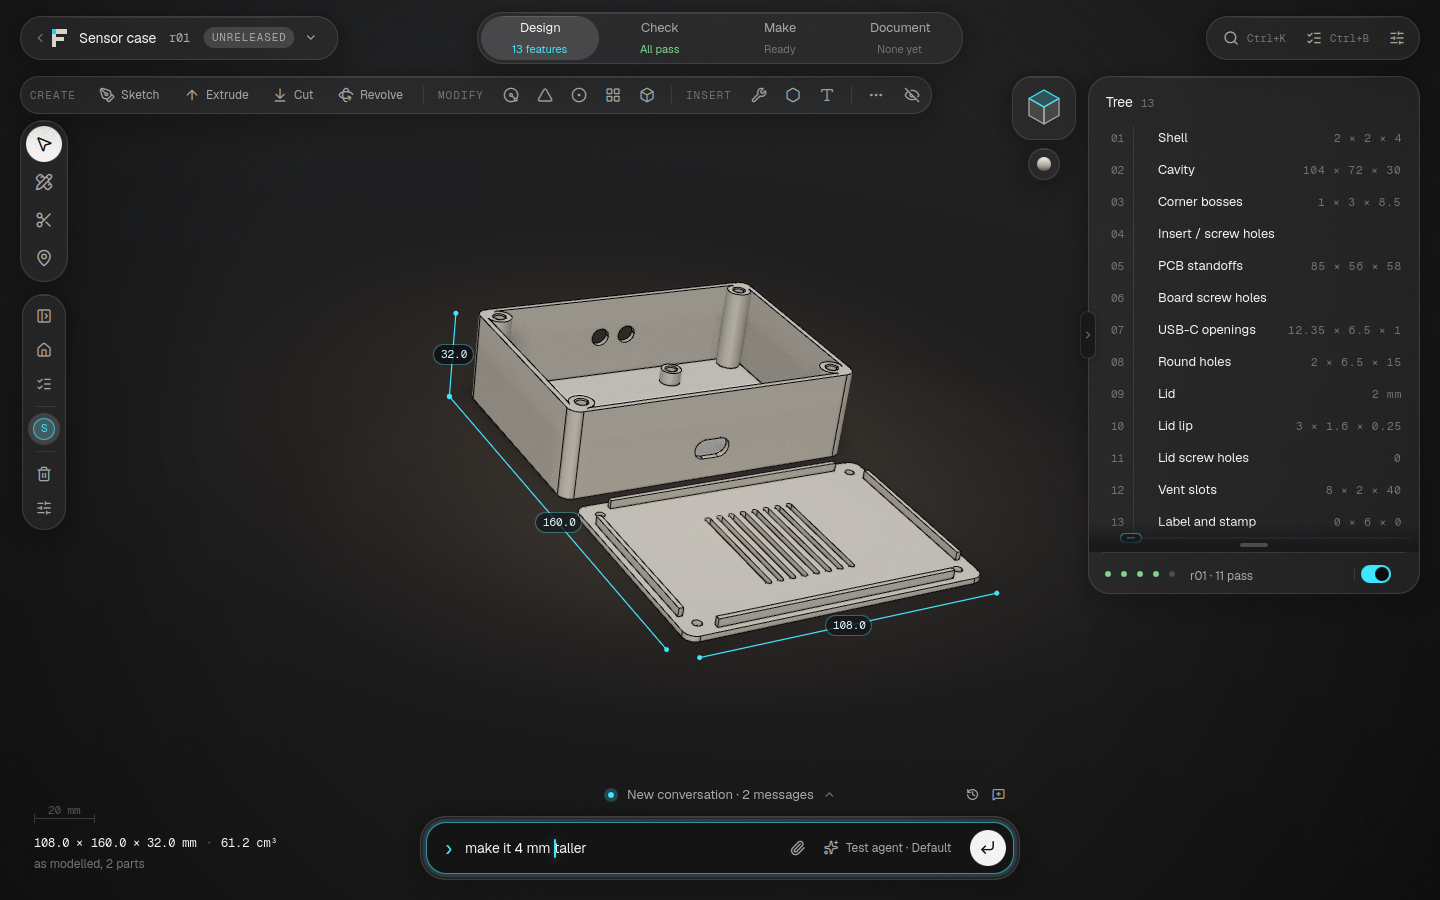 Sensor case r01 UNRELEASED
Design
13 features
Check
All pass
Make
Ready
Document
None yet
Ctrl+K
Ctrl+B
CREATE Sketch Extrude Cut Revolve MODIFY INSERT
S
Tree 13
01 Shell 2 × 2 × 4
02 Cavity 104 × 72 × 30
03 Corner bosses 1 × 3 × 8.5
04 Insert / screw holes
05 PCB standoffs 85 × 56 × 58
06 Board screw holes
07 USB-C openings 12.35 × 6.5 × 1
08 Round holes 2 × 6.5 × 15
09 Lid 2 mm
10 Lid lip 3 × 1.6 × 0.25
11 Lid screw holes 0
12 Vent slots 8 × 2 × 40
13 Label and stamp 0 × 6 × 0
r01 · 11 pass
32.0
160.0
108.0
New conversation · 2 messages
20 mm
108.0 × 160.0 × 32.0 mm · 61.2 cm³
as modelled, 2 parts
make it 4 mm taller
Test agent · Default